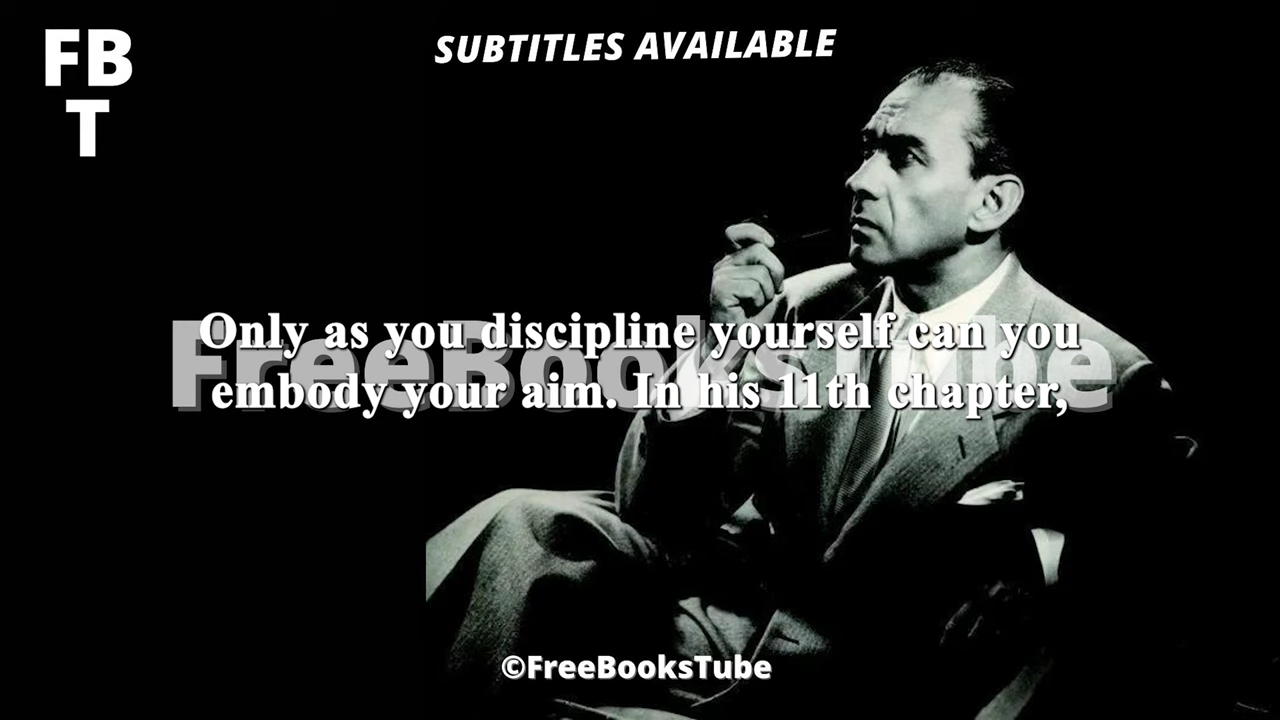 FB
T
SUBTITLES AVAILABLE
FreeBooksTube
Only as you discipline yourself can you
embody your aim. In his 11th chapter,
©FreeBooksTube